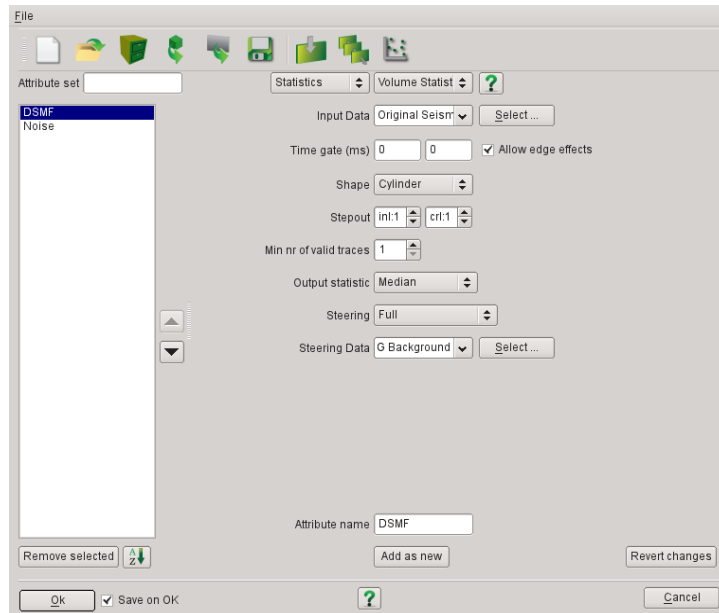 File
Attribute set
Statistics
Volume Statist
?
DSMF
Noise
Input Data
Original Seism
Select ...
Time gate (ms)
0
0
Allow edge effects
Shape
Cylinder
Stepout
inl:1
crl:1
Min nr of valid traces
1
Output statistic
Median
Steering
Full
Steering Data
G Background
Select ...
Attribute name
DSMF
Remove selected
A
Z
Add as new
Revert changes
Ok
Save on OK
?
Cancel